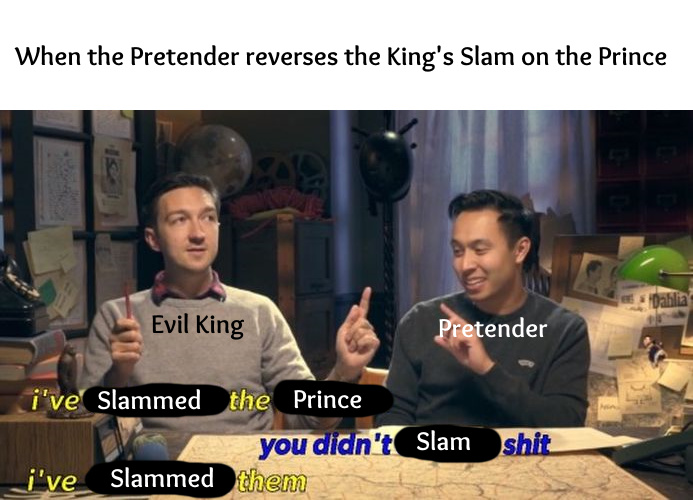 When the Pretender reverses the King's Slam on the Prince
Evil King
Pretender
i've Slammed the Prince
you didn't Slam shit
i've Slammed them
Dahlia